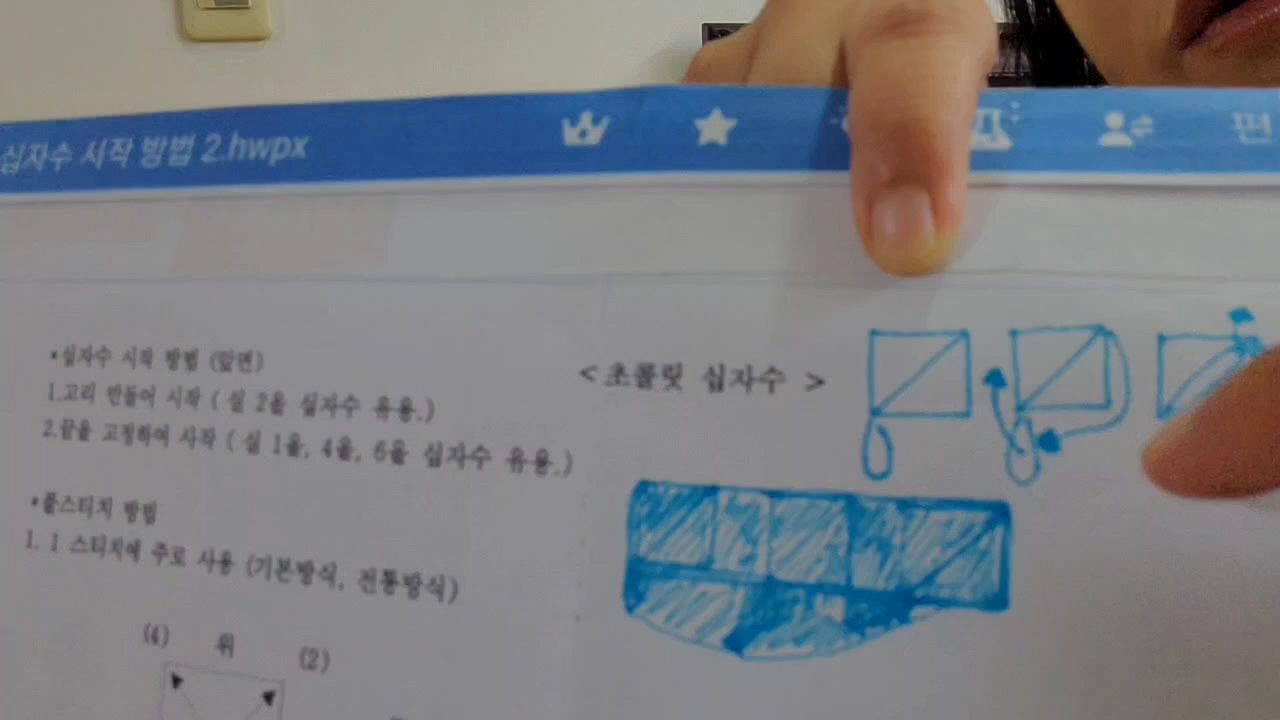 십자수 시작 방법 2.hwpx
편
*십자수 시작 방법 (앞면)
1.고리 만들어 시작 ( 실 2올 십자수 유용.)
2.끝을 고정하여 시작 ( 실 1올, 4올, 6올 십자수 유용.)
*풀스티치 방법
1. 1 스티치에 주로 사용 (기본방식, 전통방식)
(4) 위 (2)
<초콜릿 십자수 >